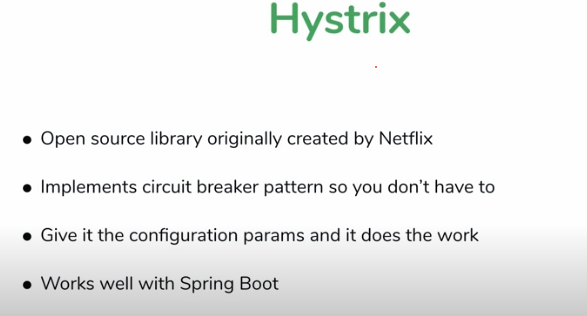 Hystrix
● Open source library originally created by Netflix
● Implements circuit breaker pattern so you don't have to
● Give it the configuration params and it does the work
● Works well with Spring Boot